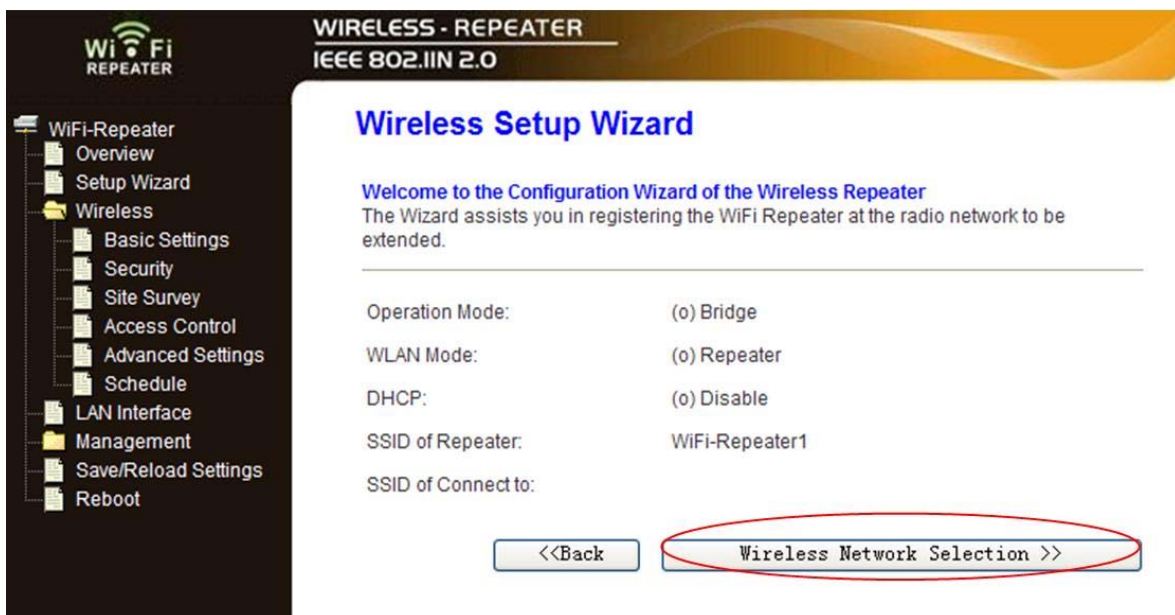 Wi Fi
REPEATER
WIRELESS - REPEATER
IEEE 802.11N 2.0
WiFi-Repeater
Overview
Setup Wizard
Wireless
Basic Settings
Security
Site Survey
Access Control
Advanced Settings
Schedule
LAN Interface
Management
Save/Reload Settings
Reboot
Wireless Setup Wizard
Welcome to the Configuration Wizard of the Wireless Repeater
The Wizard assists you in registering the WiFi Repeater at the radio network to be
extended.
Operation Mode: (o) Bridge
WLAN Mode: (o) Repeater
DHCP: (o) Disable
SSID of Repeater: WiFi-Repeater1
SSID of Connect to:
<<Back Wireless Network Selection >>